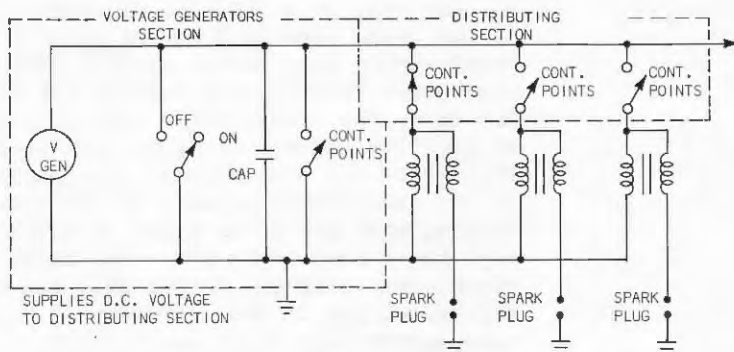 VOLTAGE GENERATORS
SECTION
DISTRIBUTING
SECTION
CONT.
POINTS
CONT.
POINTS
CONT.
POINTS
OFF
ON
V
GEN
CAP
CONT.
POINTS
SUPPLIES D.C. VOLTAGE
TO DISTRIBUTING SECTION
SPARK
PLUG
SPARK
PLUG
SPARK
PLUG